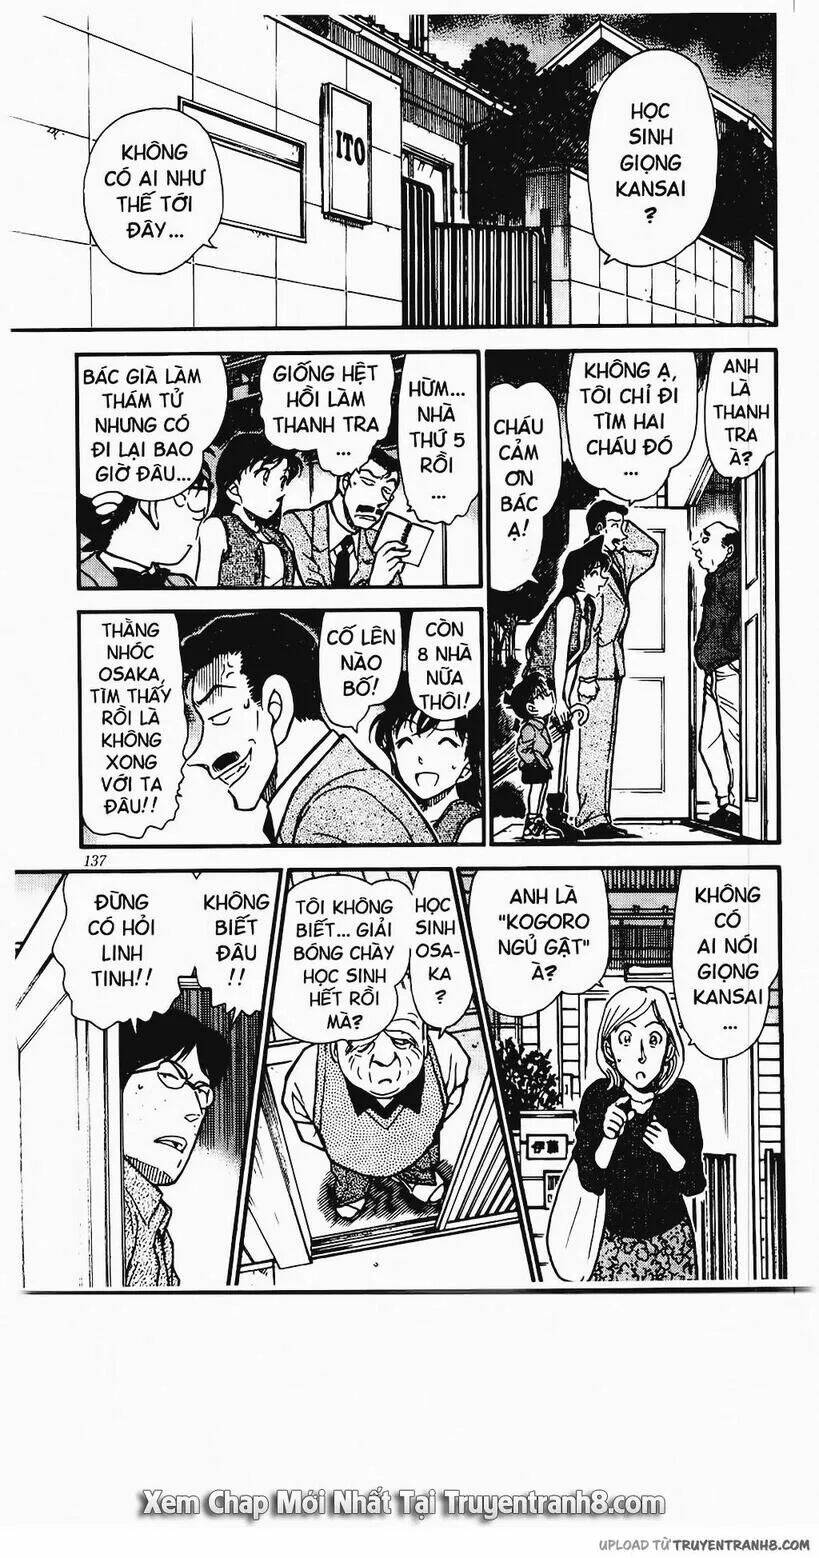 HỌC
SINH
GIỌNG
KANSAI
?
ITO
KHÔNG
CÓ AI NHƯ
THẾ TỚI
ĐÂY...
ANH
LÀ
THANH
TRA
À?
KHÔNG Ạ,
TÔI CHỈ ĐI
TÌM HAI
CHÁU ĐÓ
...
CHÁU
CẢM
ƠN
BÁC
Ạ!
HỪM...
NHÀ
THỨ 5
RỒI
...
GIỐNG HỆT
HỒI LÀM
THANH TRA
...
BÁC GIÀ LÀM
THÁM TỬ
NHƯNG CÓ
ĐI LẠI BAO
GIỜ ĐÂU...
CÒN
8 NHÀ
NỮA
THÔI!
CỐ LÊN
NÀO
BỐ!
THẰNG
NHÓC
OSAKA,
TÌM THẤY
RỒI LÀ
KHÔNG
XONG
VỚI TA
ĐÂU!!
137
KHÔNG
CÓ
AI NÓI
GIỌNG
KANSAI
...
ANH LÀ
"KOGORO
NGỦ GẬT"
À?
伊藤
HỌC
SINH
OSA-
KA
?
TÔI KHÔNG
BIẾT... GIẢI
BÓNG CHÀY
HỌC SINH
HẾT RỒI
MÀ?
KHÔNG
BIẾT
ĐÂU
!!
ĐỪNG
CÓ HỎI
LINH
TINH!!
Xem Chap Mới Nhất Tại Truyentranh8.com
UPLOAD TỪ TRUYENTRANH8.COM